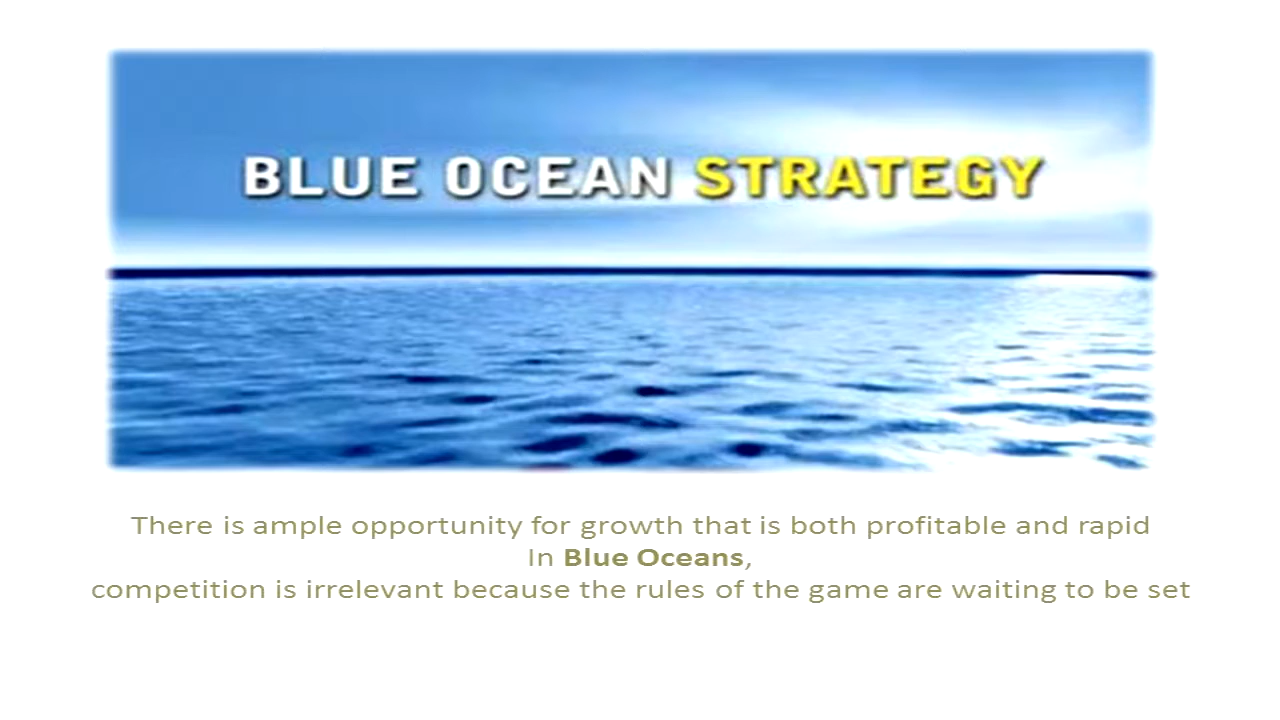 BLUE OCEAN STRATEGY
There is ample opportunity for growth that is both profitable and rapid
In Blue Oceans,
competition is irrelevant because the rules of the game are waiting to be set